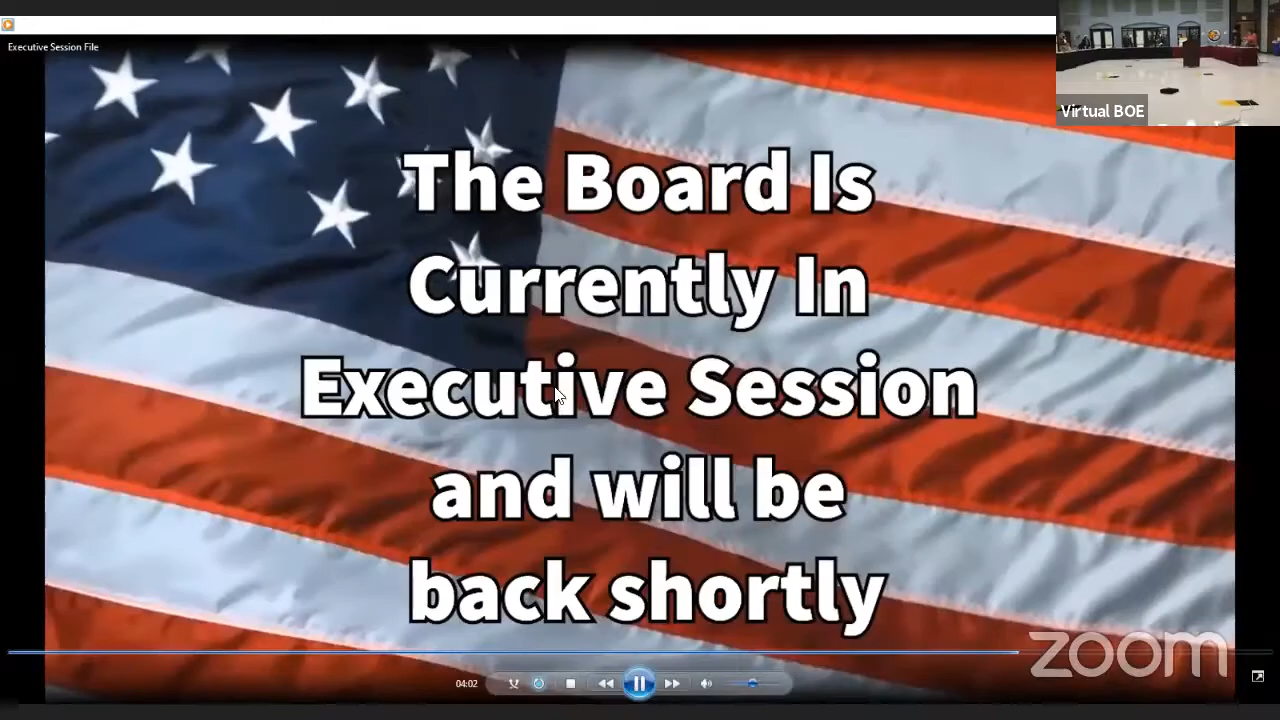 Executive Session File
Virtual BOE
The Board Is
Currently In
Executive Session
and will be
back shortly
zoom
04:02